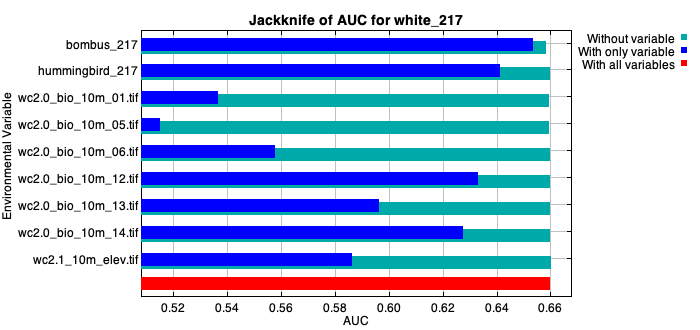 Jackknife of AUC for white_217
Environmental Variable
bombus_217
hummingbird_217
wc2.0_bio_10m_01.tif
wc2.0_bio_10m_05.tif
wc2.0_bio_10m_06.tif
wc2.0_bio_10m_12.tif
wc2.0_bio_10m_13.tif
wc2.0_bio_10m_14.tif
wc2.1_10m_elev.tif
0.52 0.54 0.56 0.58 0.60 0.62 0.64 0.66
AUC
Without variable
With only variable
With all variables